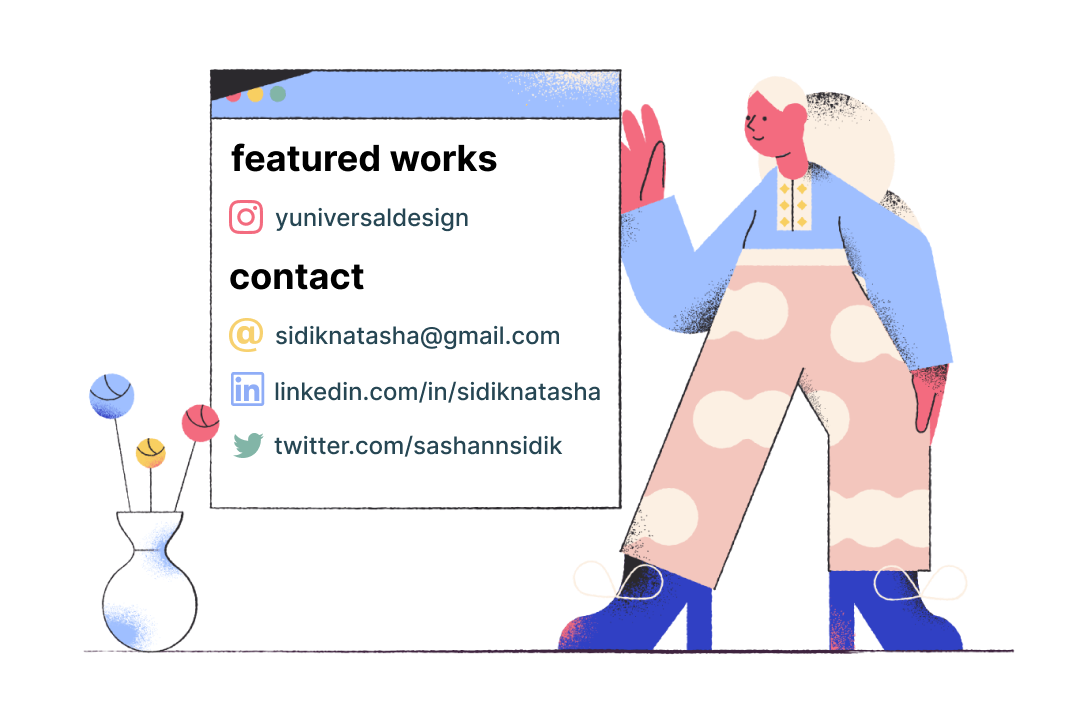 featured works
yuniversaldesign
contact
sidiknatasha@gmail.com
linkedin.com/in/sidiknatasha
twitter.com/sashannsidik